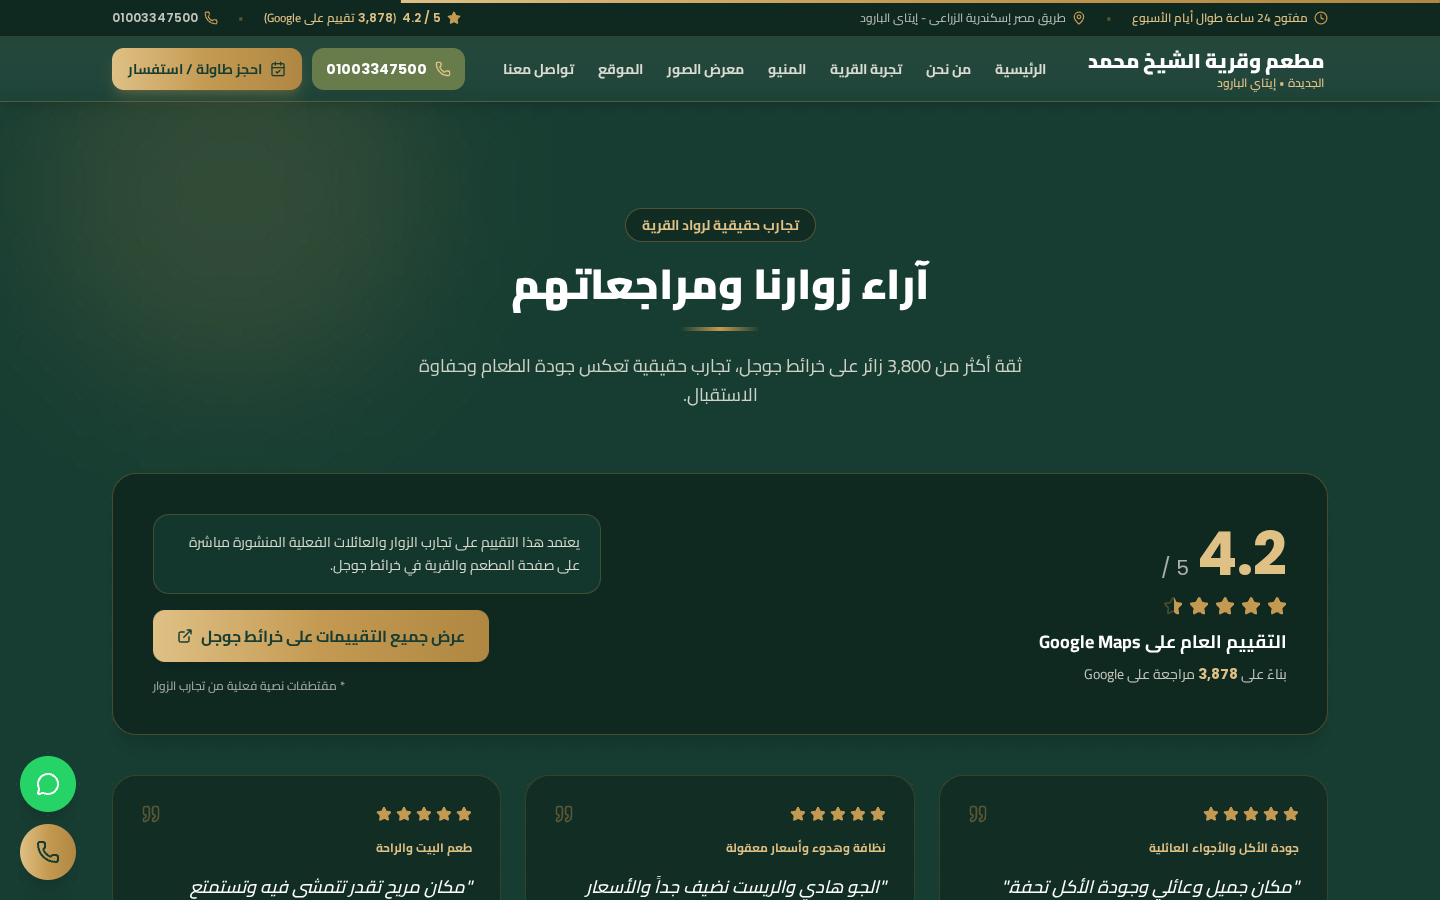 مفتوح 24 ساعة طوال أيام الأسبوع
طريق مصر إسكندرية الزراعى - إيتاى البارود
4.2 / 5 (3,878 تقييم على Google)
01003347500
مطعم وقرية الشيخ محمد
الجديدة • إيتاي البارود
الرئيسية
من نحن
تجربة القرية
المنيو
معرض الصور
الموقع
تواصل معنا
01003347500
احجز طاولة / استفسار
تجارب حقيقية لرواد القرية
آراء زوارنا ومراجعاتهم
ثقة أكثر من 3,800 زائر على خرائط جوجل، تجارب حقيقية تعكس جودة الطعام وحفاوة
الاستقبال.
4.2 / 5
التقييم العام على Google Maps
بناءً على 3,878 مراجعة على Google
يعتمد هذا التقييم على تجارب الزوار والعائلات الفعلية المنشورة مباشرة
على صفحة المطعم والقرية في خرائط جوجل.
عرض جميع التقييمات على خرائط جوجل
* مقتطفات نصية فعلية من تجارب الزوار
جودة الأكل والأجواء العائلية
"مكان جميل وعائلي وجودة الأكل تحفة"
نظافة وهدوء وأسعار معقولة
"الجو هادي والريست نضيف جداً والأسعار
طعم البيت والراحة
"مكان مريح تقدر تتمشى فيه وتستمتع